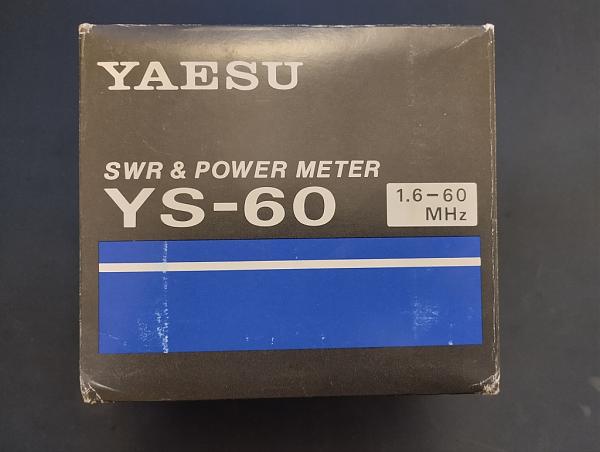 YAESU
SWR & POWER METER
YS-60
1.6-60
MHz